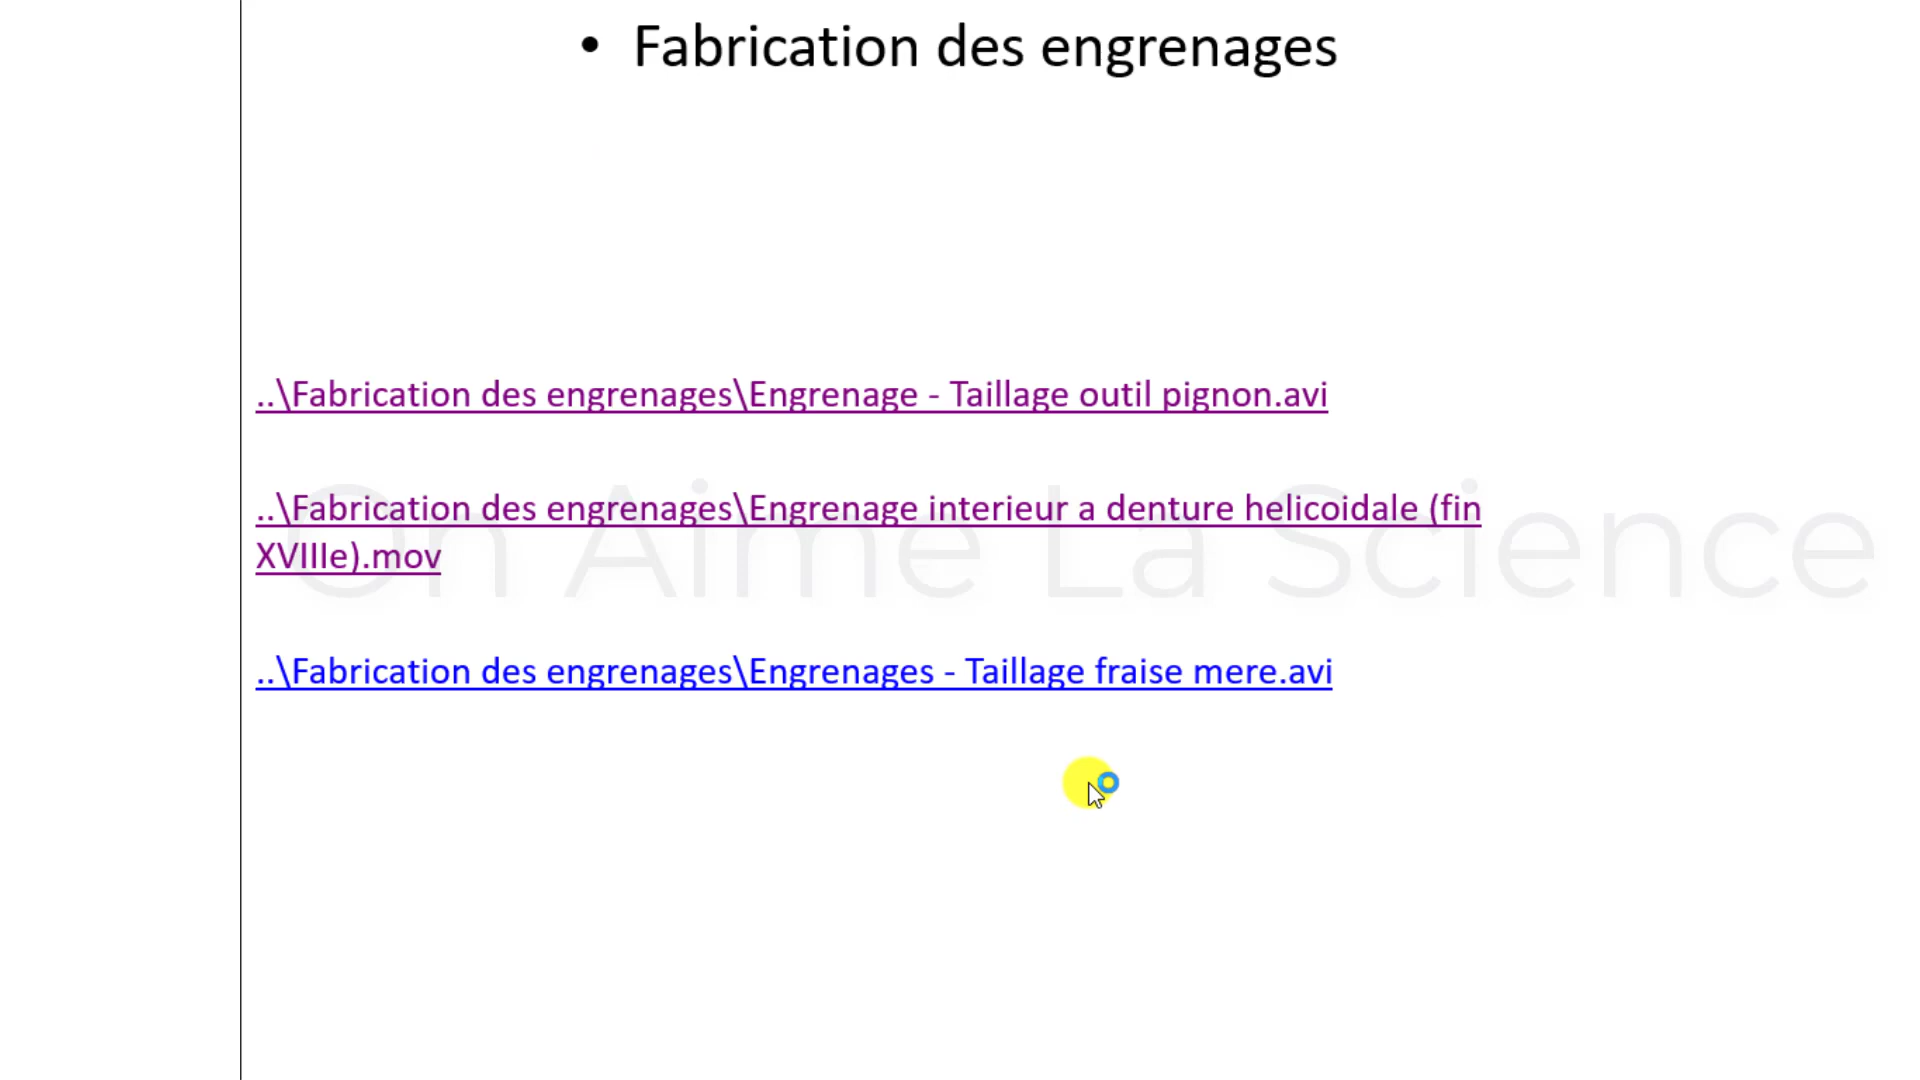 • Fabrication des engrenages
..\Fabrication des engrenages\Engrenage - Taillage outil pignon.avi
..\Fabrication des engrenages\Engrenage interieur a denture helicoidale (fin
XVIIIe).mov
On Aime La Science
..\Fabrication des engrenages\Engrenages - Taillage fraise mere.avi